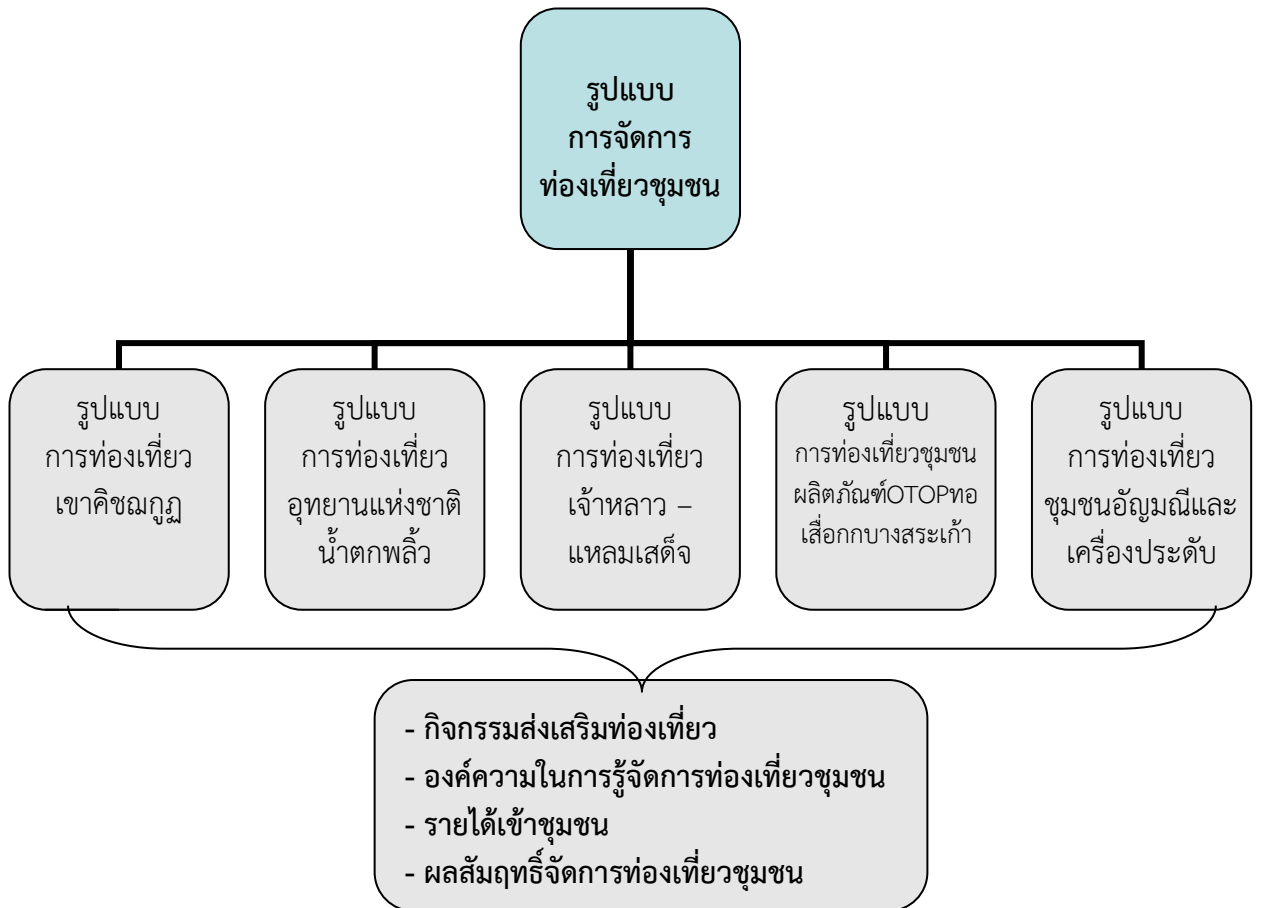 รูปแบบ
การจัดการ
ท่องเที่ยวชุมชน
รูปแบบ
การท่องเที่ยว
เขาคิชฌกูฏ
รูปแบบ
การท่องเที่ยว
อุทยานแห่งชาติ
น้ำตกพลิ้ว
รูปแบบ
การท่องเที่ยว
เจ้าหลาว –
แหลมเสด็จ
รูปแบบ
การท่องเที่ยวชุมชน
ผลิตภัณฑ์OTOPทอ
เสื่อกกบางสระเก้า
รูปแบบ
การท่องเที่ยว
ชุมชนอัญมณีและ
เครื่องประดับ
- กิจกรรมส่งเสริมท่องเที่ยว
- องค์ความในการรู้จัดการท่องเที่ยวชุมชน
- รายได้เข้าชุมชน
- ผลสัมฤทธิ์จัดการท่องเที่ยวชุมชน